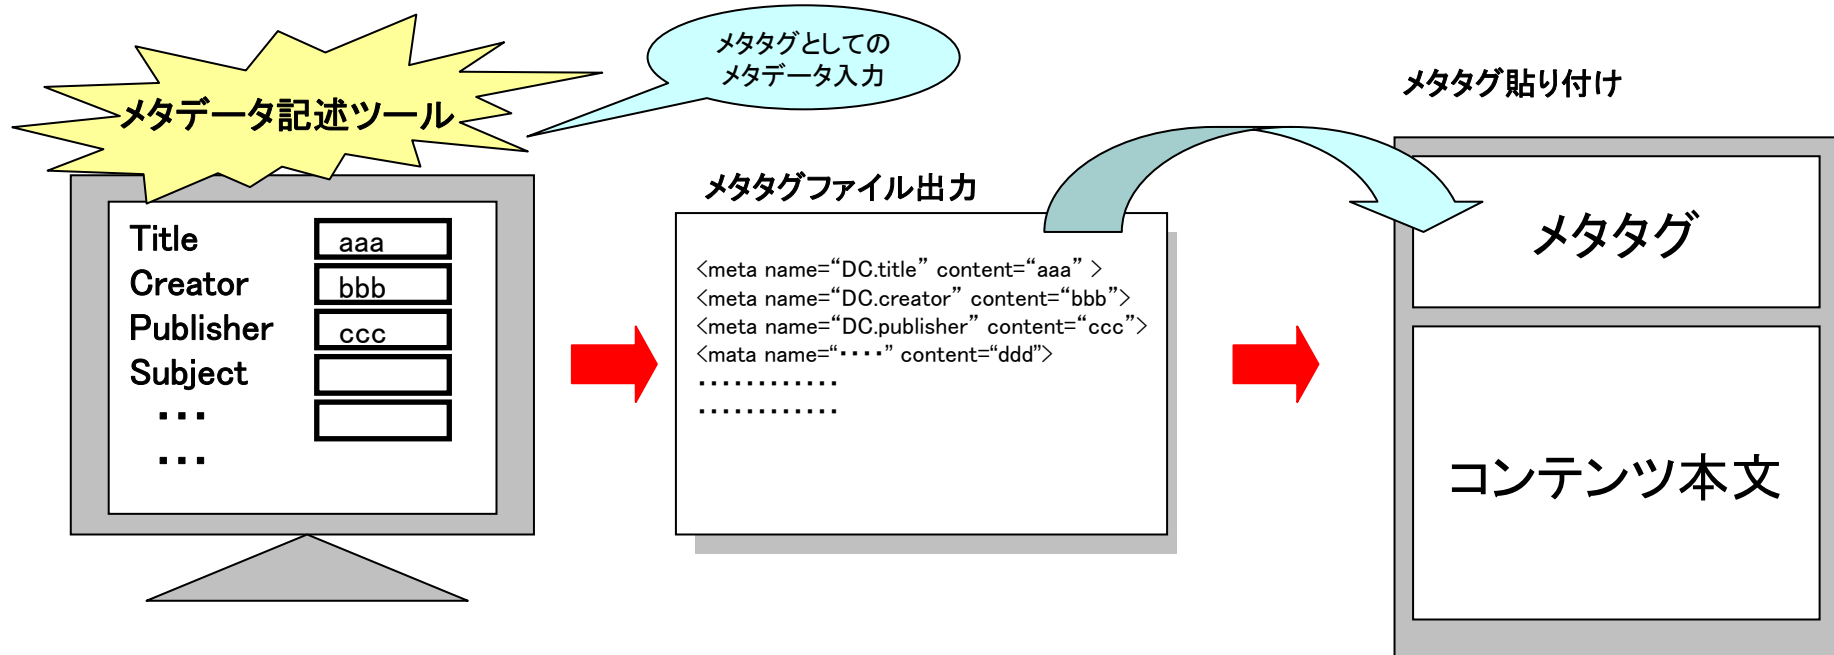 メタデータ記述ツール
メタタグとしての
メタデータ入力
Title
aaa
Creator
bbb
Publisher
ccc
Subject
・・・
・・・
メタタグファイル出力
<meta name=“DC.title” content=“aaa” >
<meta name=“DC.creator” content=“bbb”>
<meta name=“DC.publisher” content=“ccc”>
<mata name=“・・・・” content=“ddd”>
・・・・・・・・・・・・
・・・・・・・・・・・・
メタタグ貼り付け
メタタグ
コンテンツ本文